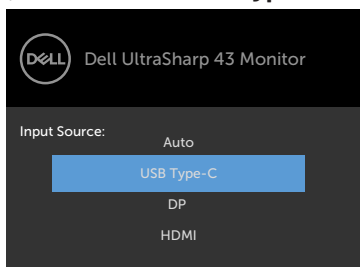 DELL
Dell UltraSharp 43 Monitor
Input Source:
Auto
USB Type-C
DP
HDMI